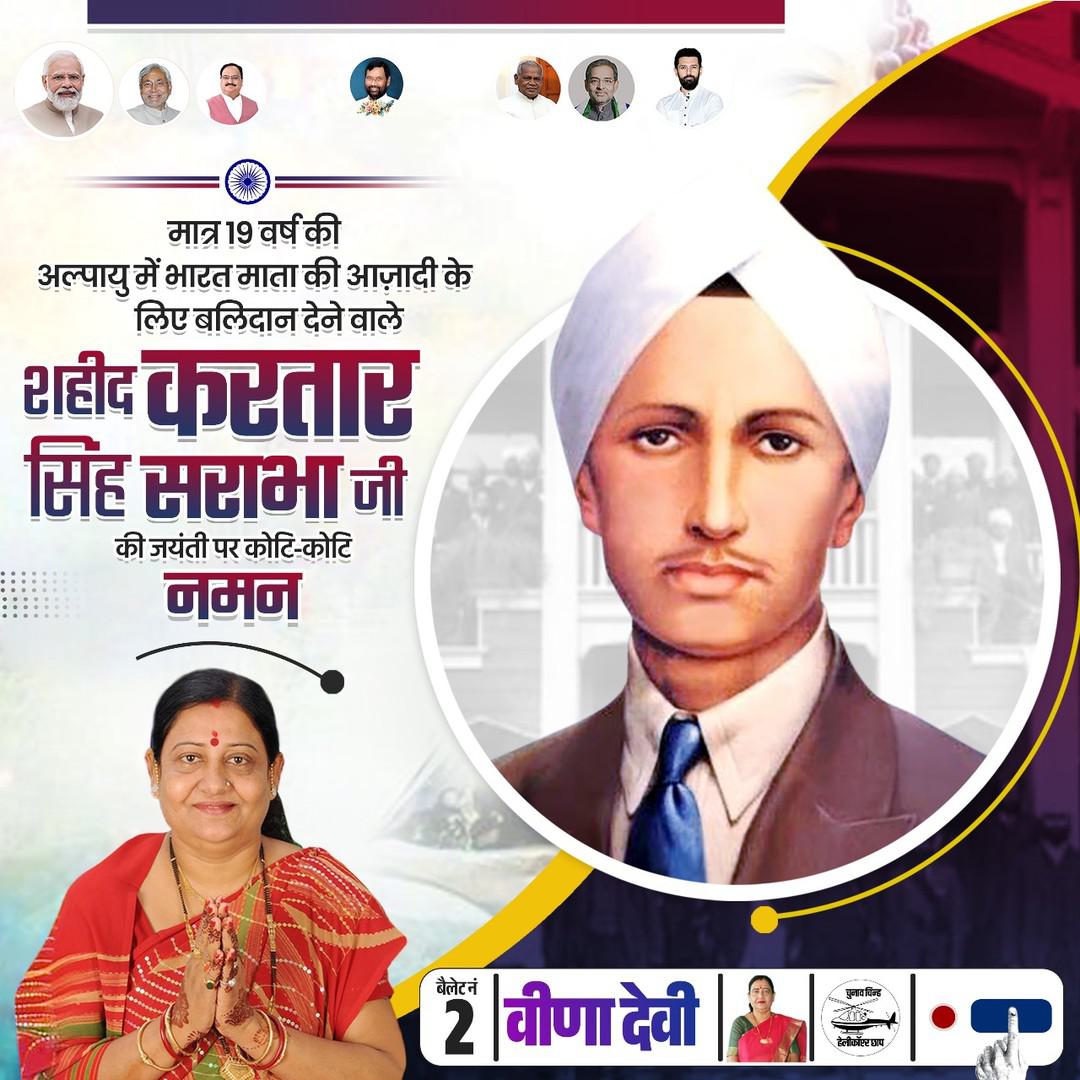 मात्र 19 वर्ष की
अल्पायु में भारत माता की आज़ादी के
लिए बलिदान देने वाले
शहीद करतार
सिंह सराभा जी
की जयंती पर कोटि-कोटि
नमन
बैलेट नं
2
वीणा देवी
चुनाव चिन्ह
हेलीकॉप्टर छाप